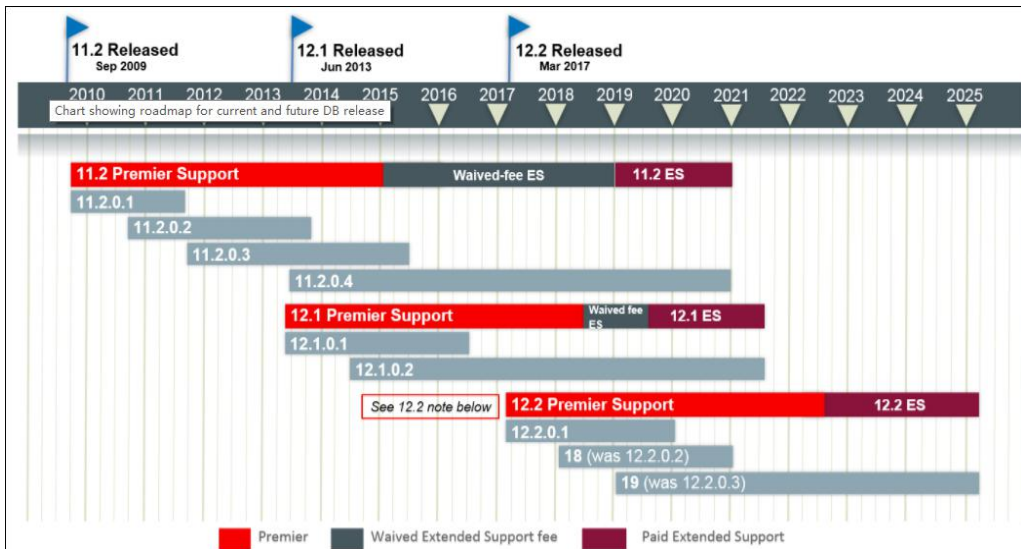 11.2 Released
Sep 2009
12.1 Released
Jun 2013
12.2 Released
Mar 2017
2010 2011 2012 2013 2014 2015 2016 2017 2018 2019 2020 2021 2022 2023 2024 2025
Chart showing roadmap for current and future DB release
11.2 Premier Support Waived-fee ES 11.2 ES
11.2.0.1
11.2.0.2
11.2.0.3
11.2.0.4
12.1 Premier Support Waived fee ES 12.1 ES
12.1.0.1
12.1.0.2
See 12.2 note below 12.2 Premier Support 12.2 ES
12.2.0.1
18 (was 12.2.0.2)
19 (was 12.2.0.3)
Premier Waived Extended Support fee Paid Extended Support